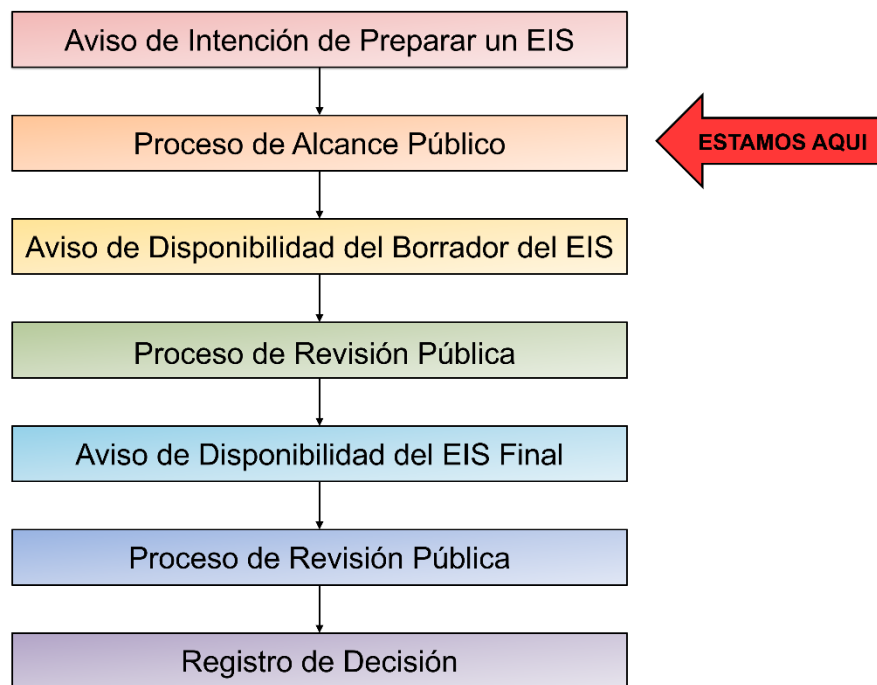 Aviso de Intención de Preparar un EIS
Proceso de Alcance Público
ESTAMOS AQUI
Aviso de Disponibilidad del Borrador del EIS
Proceso de Revisión Pública
Aviso de Disponibilidad del EIS Final
Proceso de Revisión Pública
Registro de Decisión